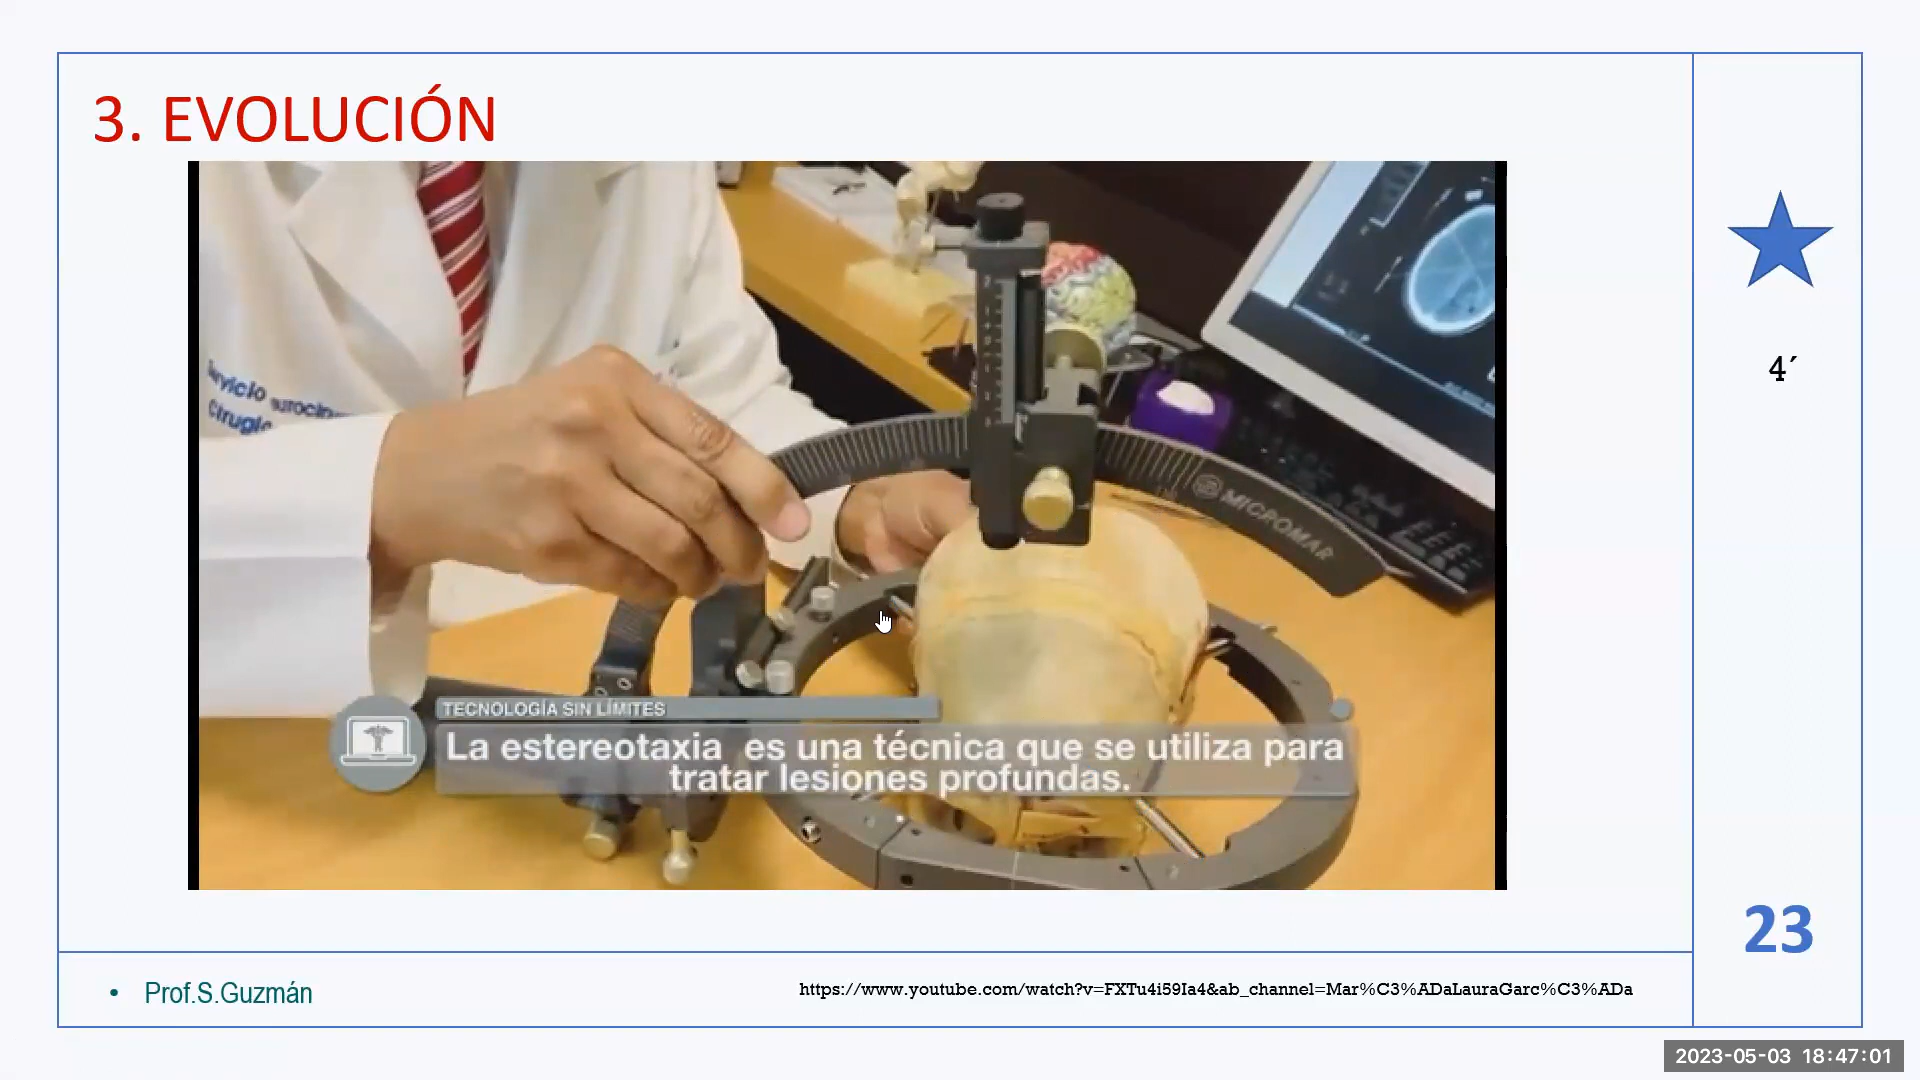 3. EVOLUCIÓN
Cirugía
MICROMAR
TECNOLOGÍA SIN LÍMITES
La estereotaxia es una técnica que se utiliza para
tratar lesiones profundas.
4´
23
• Prof.S.Guzmán
https://www.youtube.com/watch?v=FXTu4i59Ia4&ab_channel=Mar%C3%ADaLauraGarc%C3%ADa
2023-05-03 18:47:01